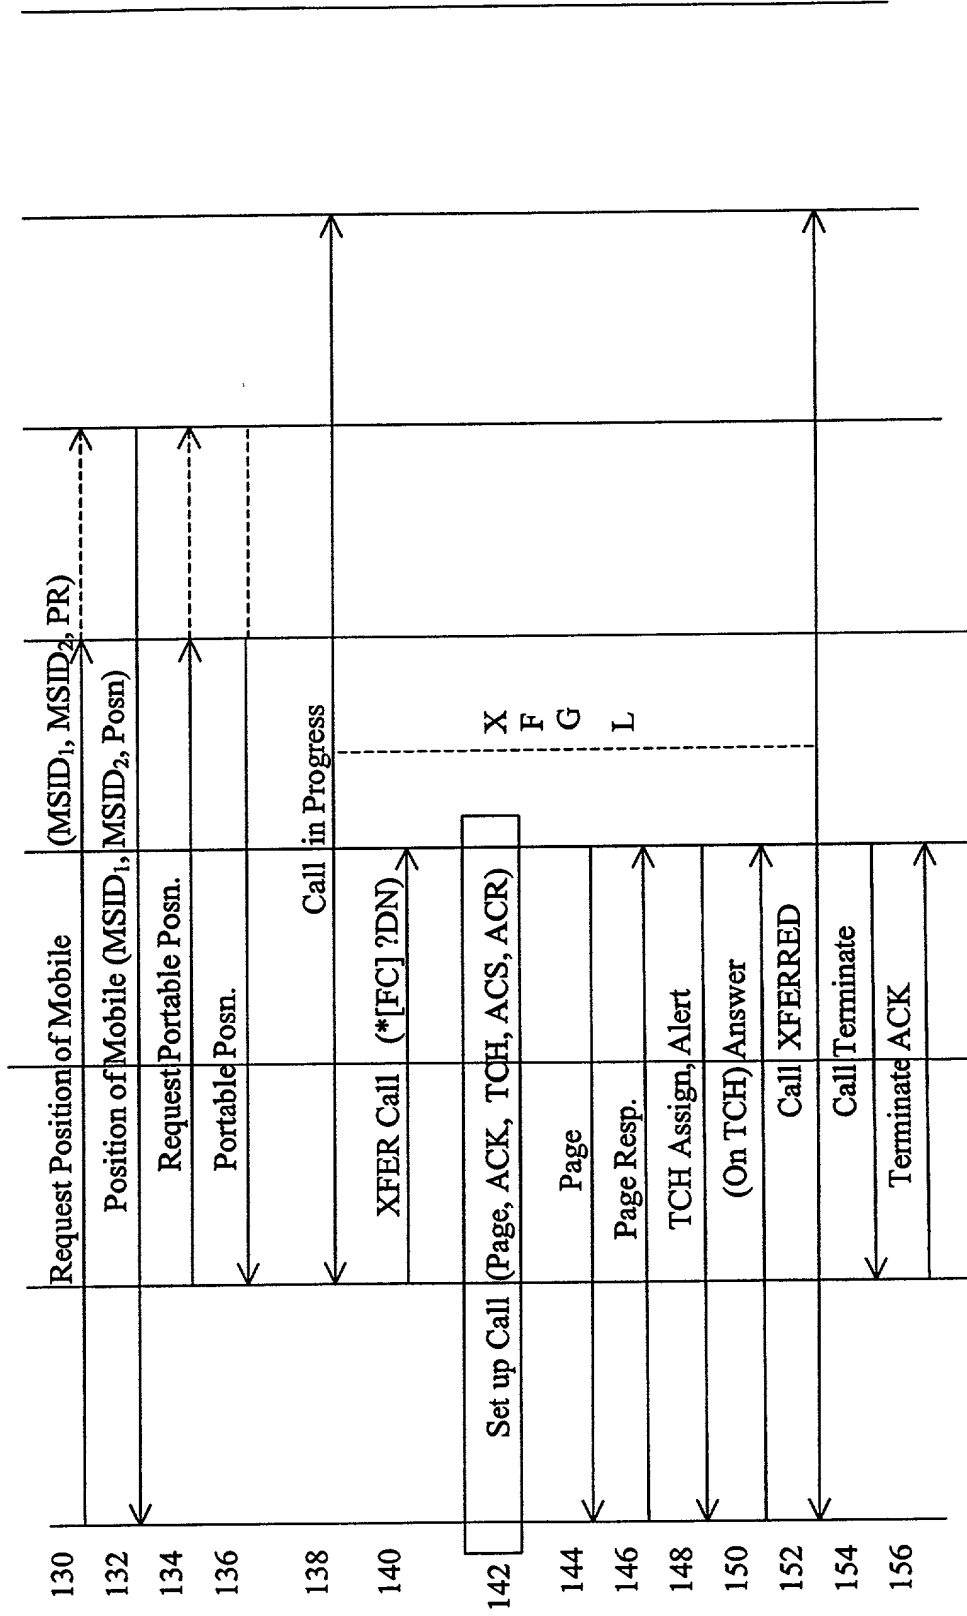 130 Request Position of Mobile (MSID₁, MSID₂, PR)
132 Position of Mobile (MSID₁, MSID₂, Posn)
134 Request Portable Posn.
136 Portable Posn.
138 Call in Progress
140 XFER Call (*[FC] ?DN)
142 Set up Call (Page, ACK, TCH, ACS, ACR)
X
F
G
L
144 Page
146 Page Resp.
148 TCH Assign, Alert
150 (On TCH) Answer
152 Call XFERRED
154 Call Terminate
156 Terminate ACK